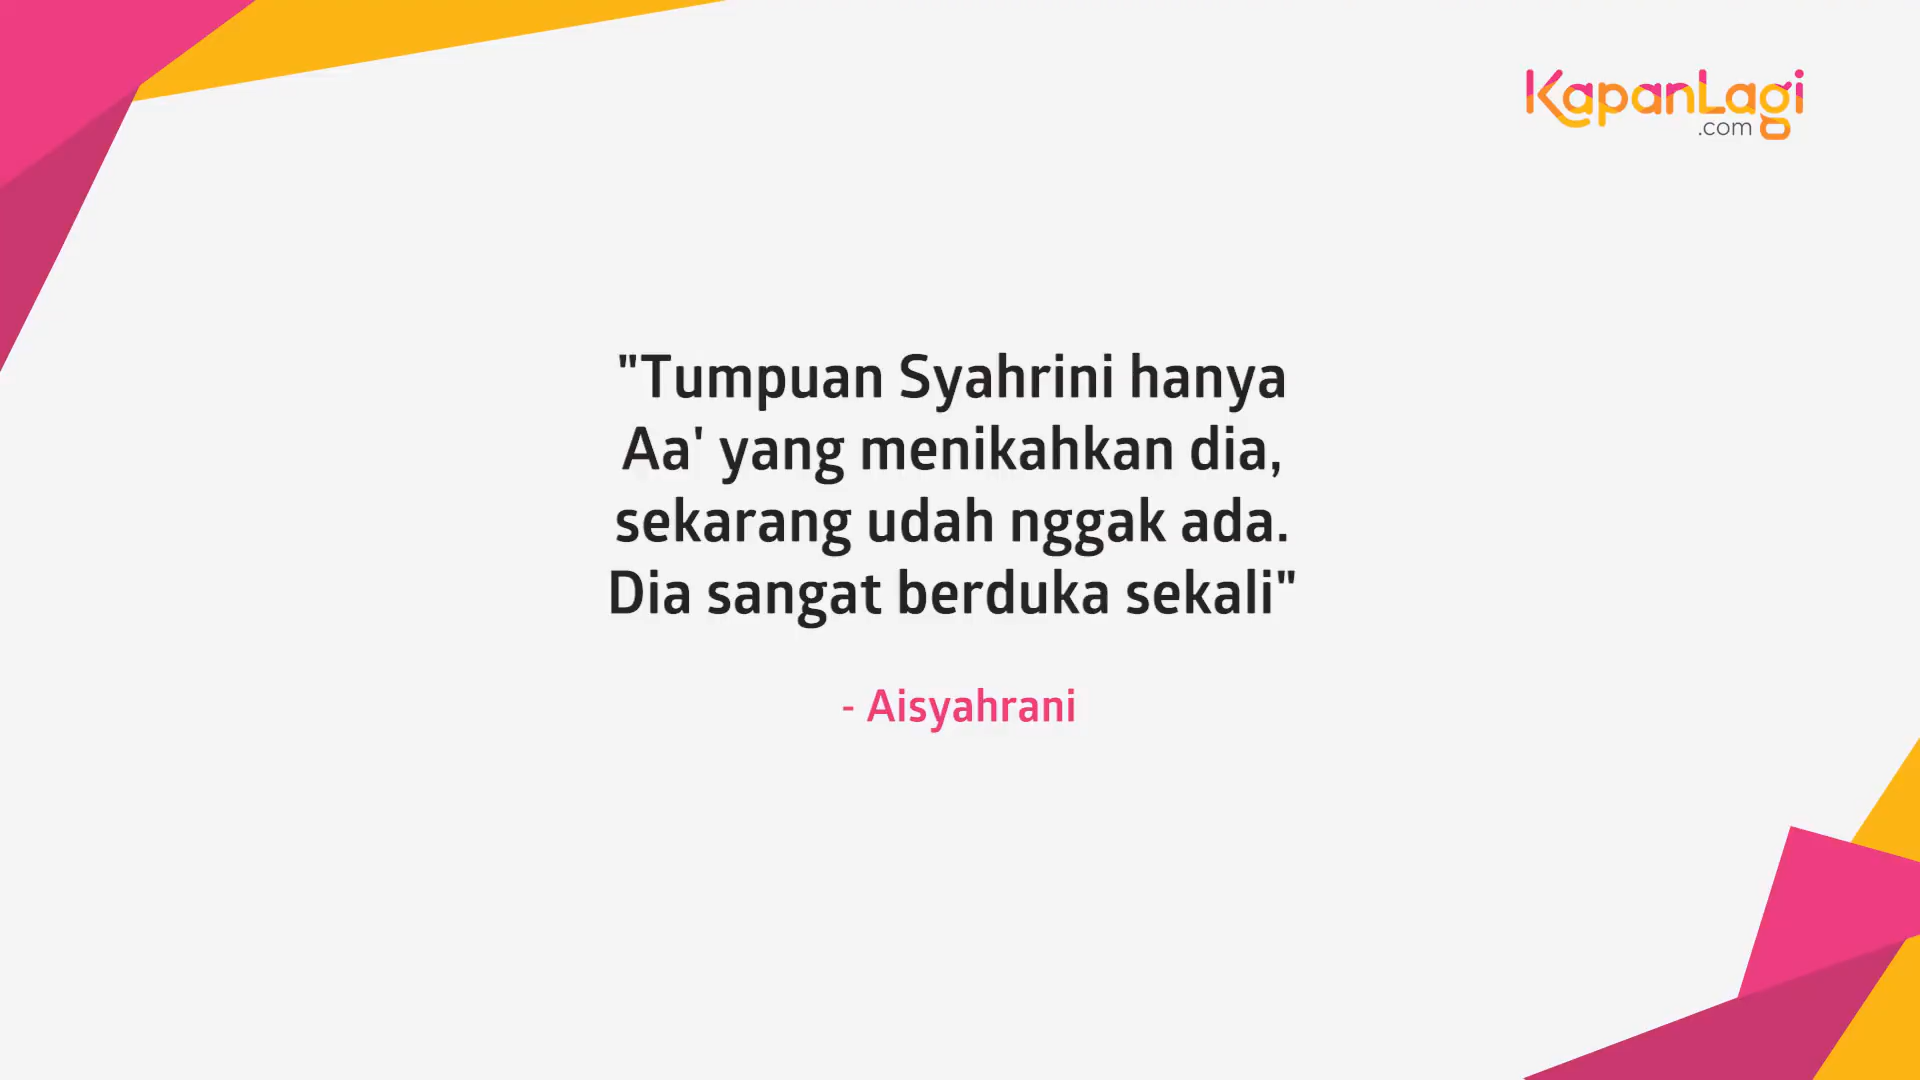 KapanLagi
.com
"Tumpuan Syahrini hanya
Aa' yang menikahkan dia,
sekarang udah nggak ada.
Dia sangat berduka sekali"
- Aisyahrani